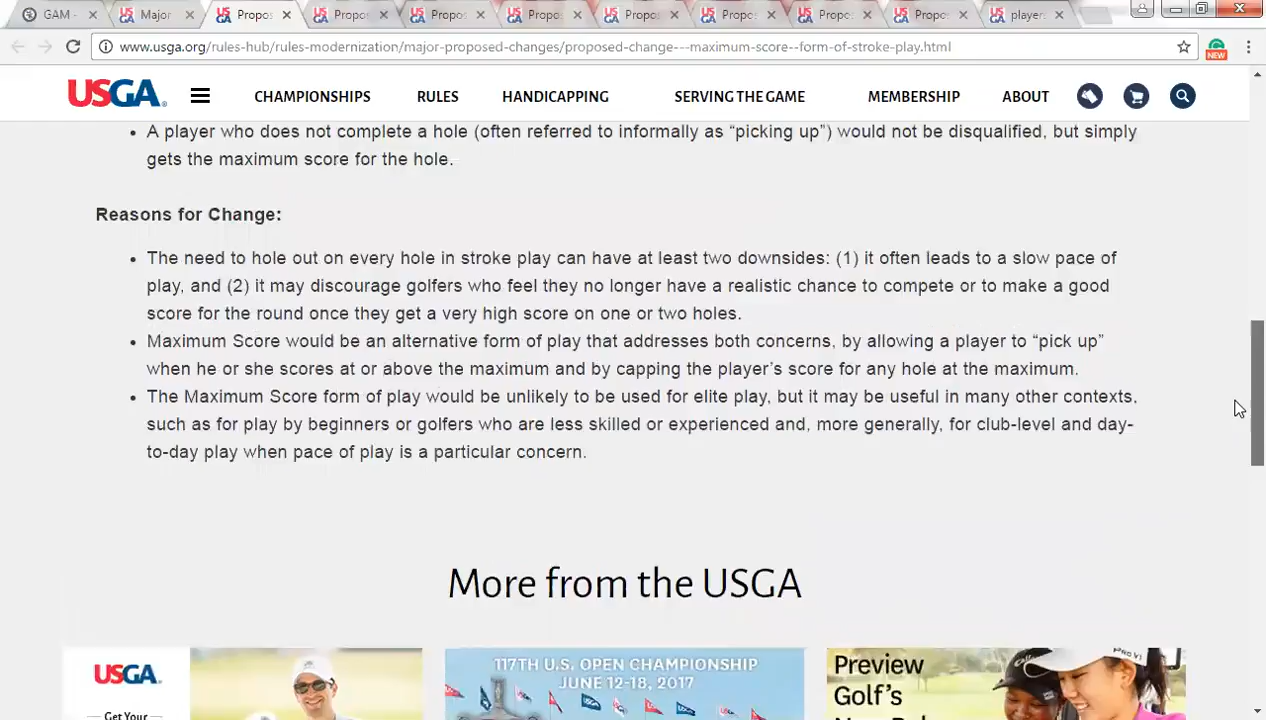 GAM -
Major
Propos
Propos
Propos
Propos
Propos
Propos
Propos
Propos
players
www.usga.org/rules-hub/rules-modernization/major-proposed-changes/proposed-change---maximum-score--form-of-stroke-play.html
NEW
USGA
CHAMPIONSHIPS
RULES
HANDICAPPING
SERVING THE GAME
MEMBERSHIP
ABOUT
• A player who does not complete a hole (often referred to informally as “picking up”) would not be disqualified, but simply
gets the maximum score for the hole.
Reasons for Change:
• The need to hole out on every hole in stroke play can have at least two downsides: (1) it often leads to a slow pace of
play, and (2) it may discourage golfers who feel they no longer have a realistic chance to compete or to make a good
score for the round once they get a very high score on one or two holes.
• Maximum Score would be an alternative form of play that addresses both concerns, by allowing a player to “pick up”
when he or she scores at or above the maximum and by capping the player’s score for any hole at the maximum.
• The Maximum Score form of play would be unlikely to be used for elite play, but it may be useful in many other contexts,
such as for play by beginners or golfers who are less skilled or experienced and, more generally, for club-level and day-
to-day play when pace of play is a particular concern.
More from the USGA
USGA
Get Your
117TH U.S. OPEN CHAMPIONSHIP
JUNE 12-18, 2017
Preview
Golf’s
PRO V1